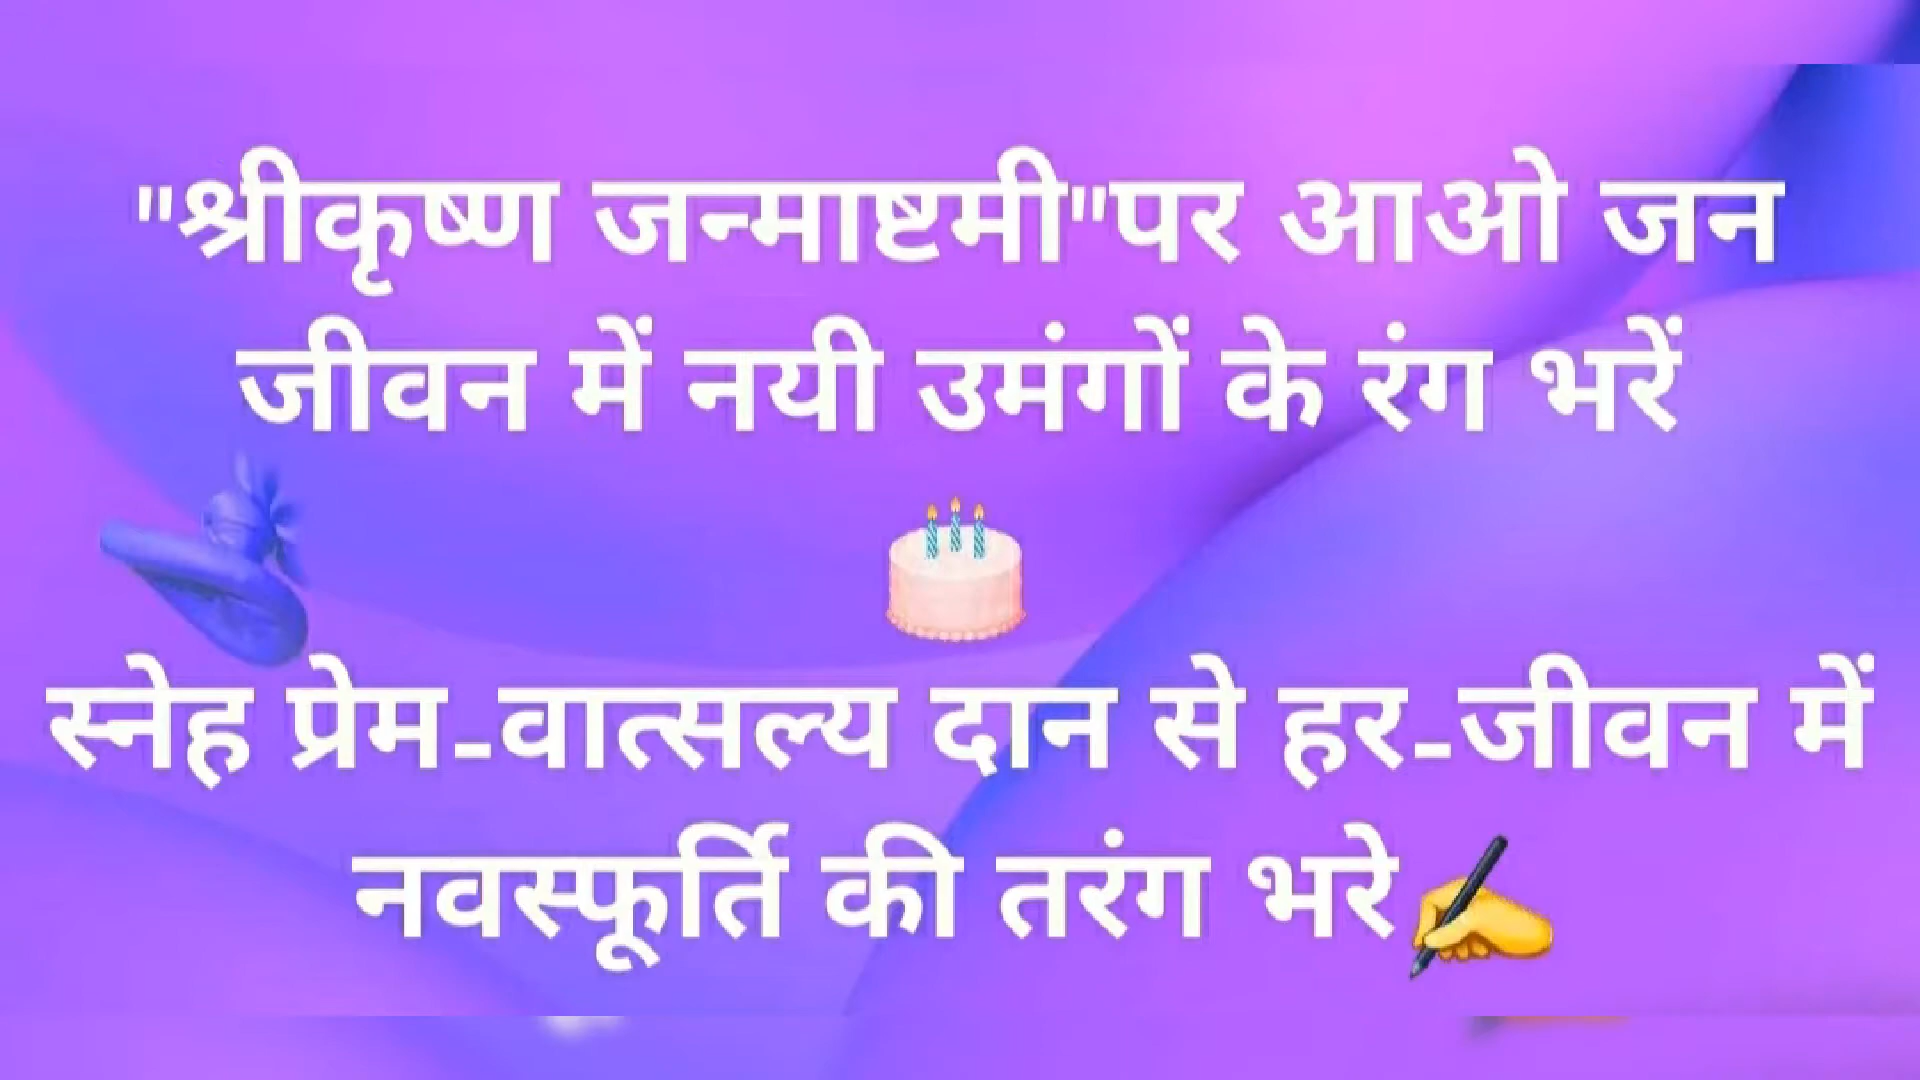 "श्रीकृष्ण जन्माष्टमी"पर आओ जन
जीवन में नयी उमंगों के रंग भरें
🎂
स्नेह प्रेम-वात्सल्य दान से हर-जीवन में
नवस्फूर्ति की तरंग भरे✍️